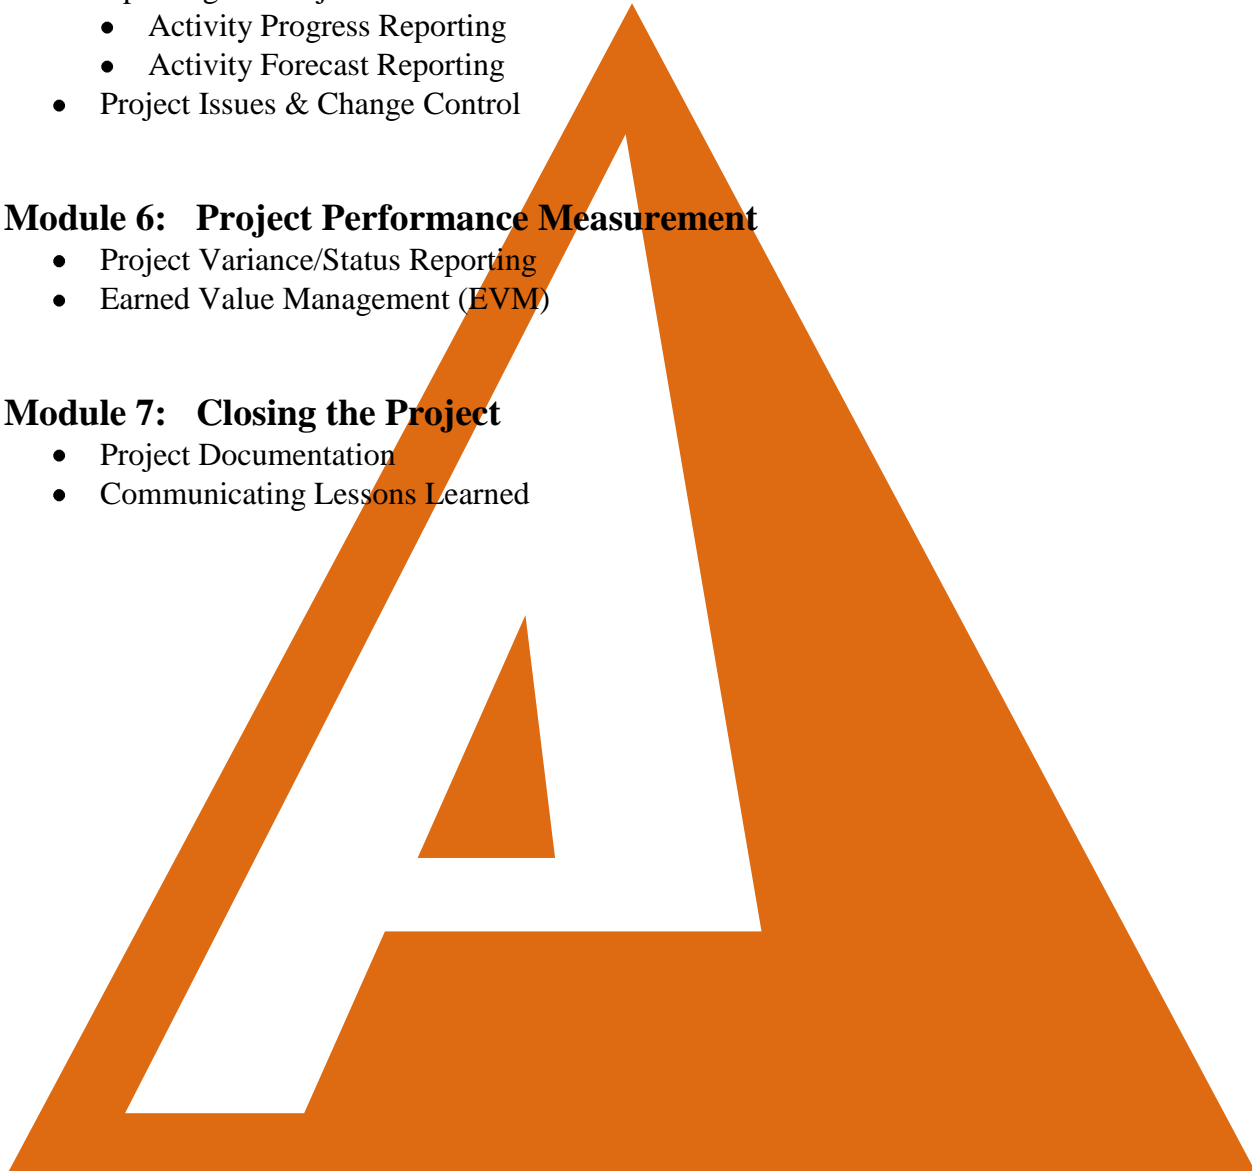 • Activity Progress Reporting
• Activity Forecast Reporting
• Project Issues & Change Control
Module 6: Project Performance Measurement
• Project Variance/Status Reporting
• Earned Value Management (EVM)
Module 7: Closing the Project
• Project Documentation
• Communicating Lessons Learned
A